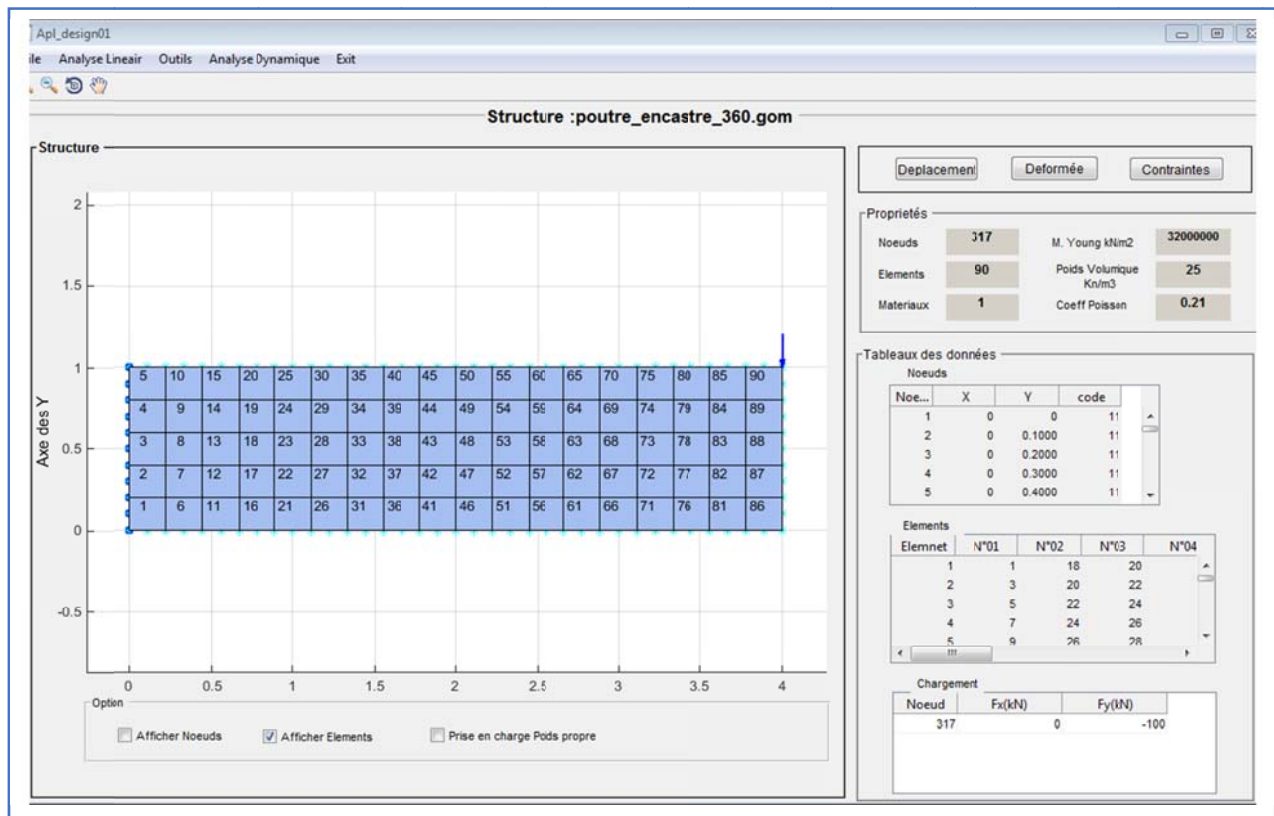 Apl_design01
ile Analyse Lineair Outils Analyse Dynamique Exit
Structure :poutre_encastre_360.gom
Structure
Axe des Y
2
1.5
1
0.5
0
-0.5
5 10 15 20 25 30 35 40 45 50 55 60 65 70 75 80 85 90
4 9 14 19 24 29 34 39 44 49 54 59 64 69 74 79 84 89
3 8 13 18 23 28 33 38 43 48 53 58 63 68 73 78 83 88
2 7 12 17 22 27 32 37 42 47 52 57 62 67 72 77 82 87
1 6 11 16 21 26 31 36 41 46 51 56 61 66 71 76 81 86
0 0.5 1 1.5 2 2.5 3 3.5 4
Option
Afficher Noeuds Afficher Elements Prise en charge Pods propre
Deplacement Deformée Contraintes
Proprietés
Noeuds 317 M. Young kN/m2 32000000
Elements 90 Poids Volumique Kn/m3 25
Materiaux 1 Coeff Poisson 0.21
Tableaux des données
Noeuds
Noe... X Y code
1 0 0 11
2 0 0.1000 11
3 0 0.2000 11
4 0 0.3000 11
5 0 0.4000 11
Elements
Elemnet N°01 N°02 N°03 N°04
1 1 18 20
2 3 20 22
3 5 22 24
4 7 24 26
5 9 26 28
Chargement
Noeud Fx(kN) Fy(kN)
317 0 -100